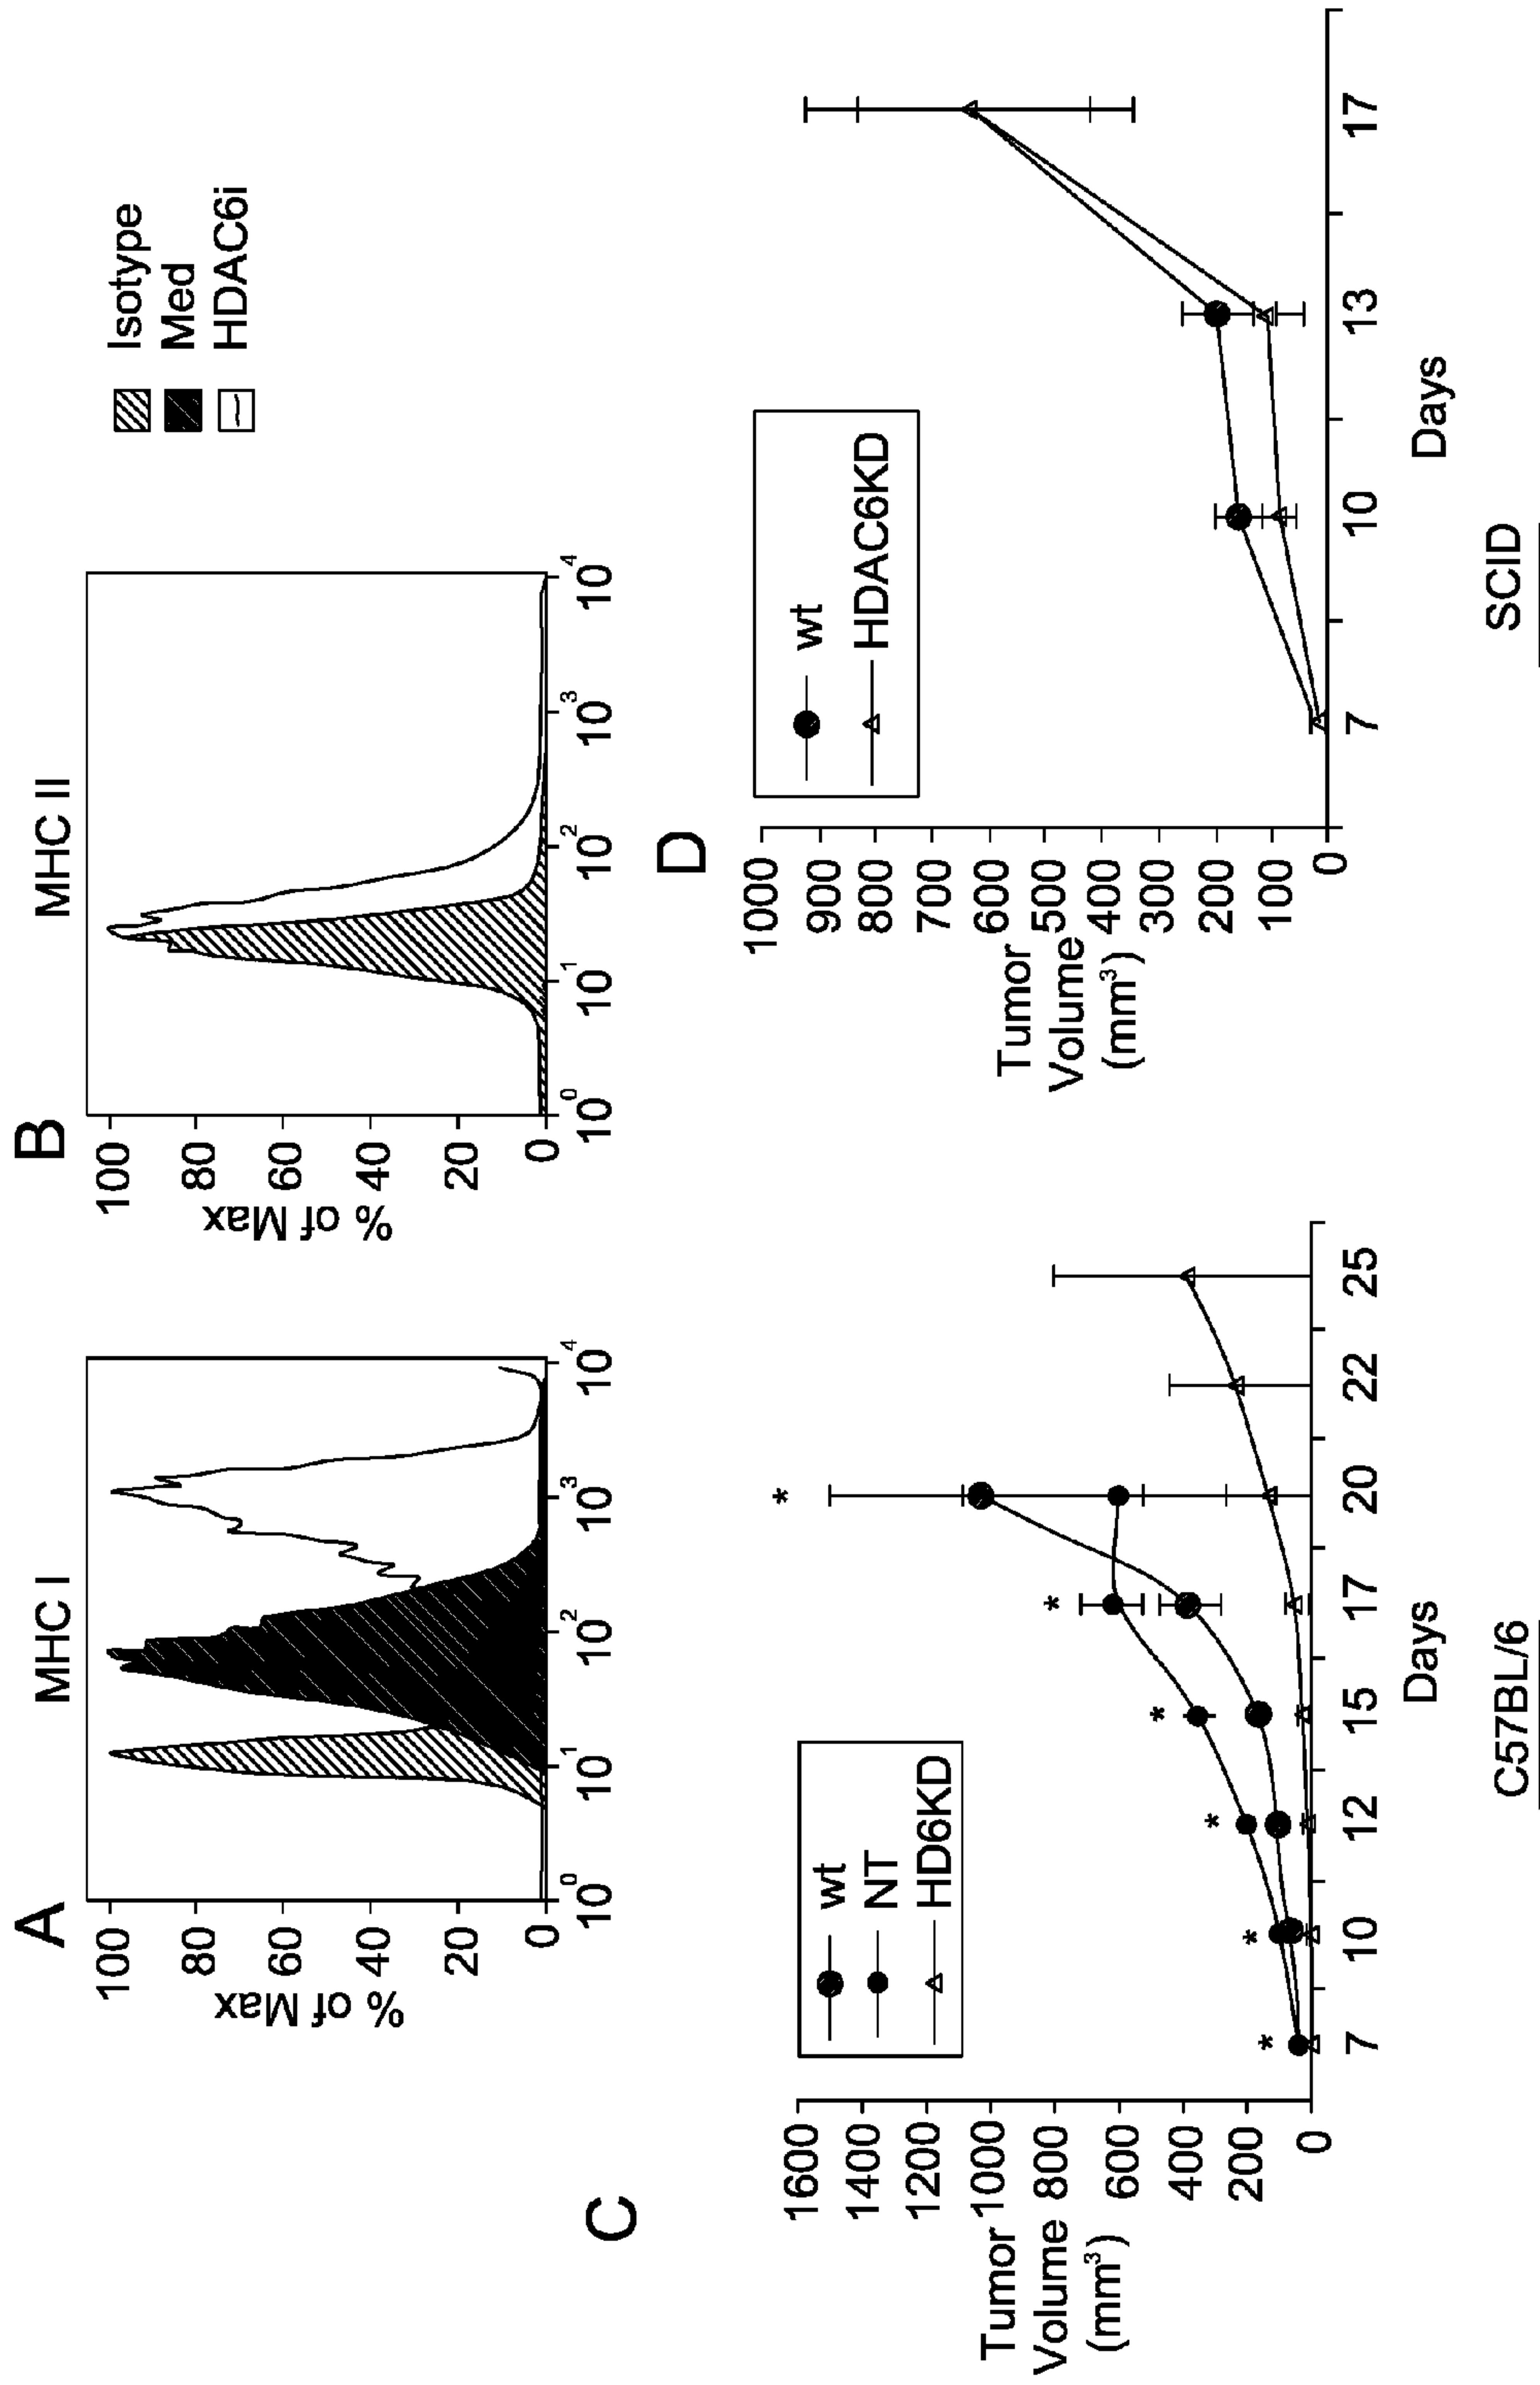 A
MHC I
% of Max
100
80
60
40
20
0
10^0 10^1 10^2 10^3 10^4
B
MHC II
% of Max
100
80
60
40
20
0
10^0 10^1 10^2 10^3 10^4
Isotype
Med
HDAC6i
C
Tumor
Volume
(mm³)
1600
1400
1200
1000
800
600
400
200
0
wt
NT
HD6KD
* * * * * *
7 10 12 15 17 20 22 25
Days
C57BL/6
D
Tumor
Volume
(mm³)
1000
900
800
700
600
500
400
300
200
100
0
wt
HDAC6KD
7 10 13 17
Days
SCID